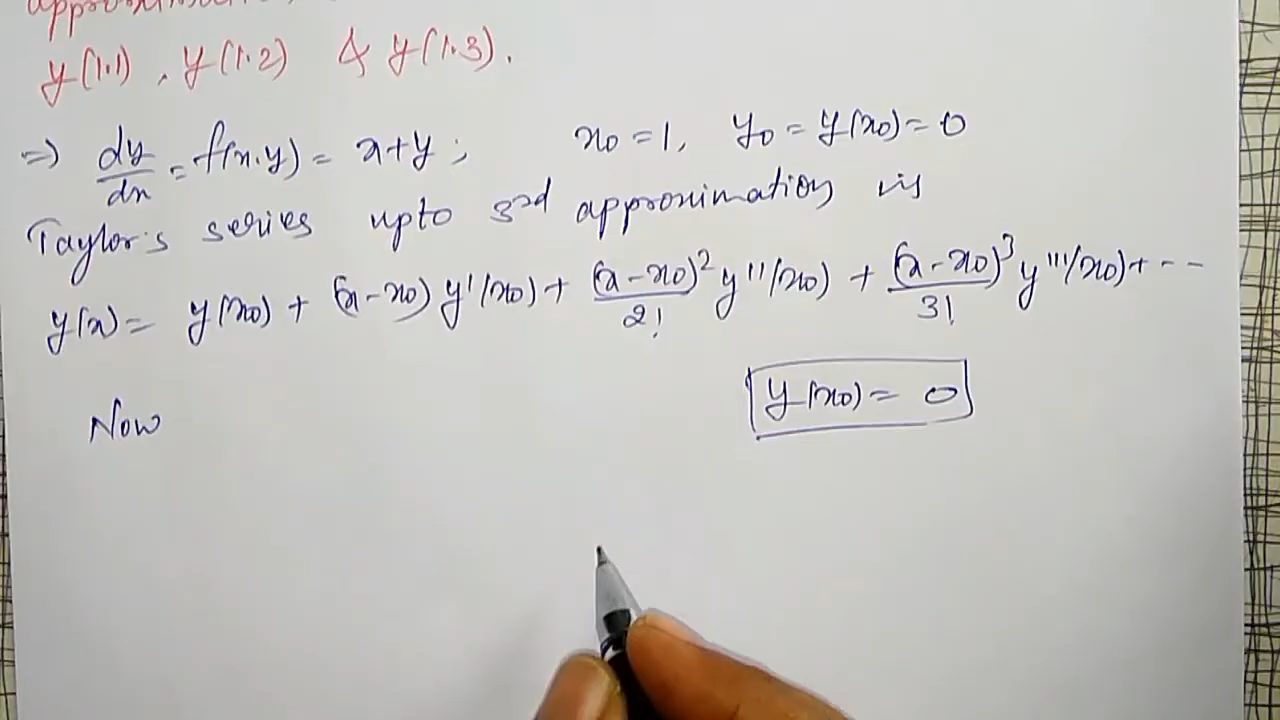 approximation
y(1.1), y(1.2) & y(1.3).
=) dy/dx = f(x,y) = x+y; x0 = 1, y0 = y(x0) = 0
Taylor's series upto 3rd approximation is
y(x) = y(x0) + (x-x0) y'(x0) + (x-x0)²/2! y''(x0) + (x-x0)³/3! y'''(x0) + --
y(x0) = 0
Now